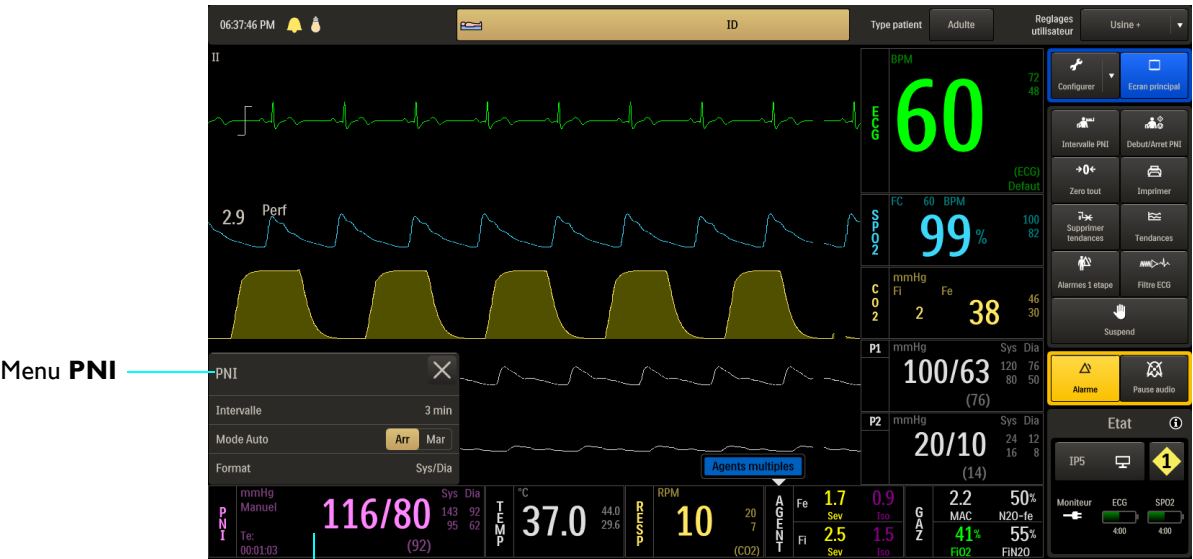 06:37:46 PM
ID
Type patient
Adulte
Reglages utilisateur
Usine +
II
2.9 Perf
Menu PNI
PNI
Intervalle 3 min
Mode Auto Arr Mar
Format Sys/Dia
Agents multiples
ECG
BPM
60
72
48
(ECG)
Defaut
SPO2
FC 60 BPM
99%
100
82
CO2
mmHg
Fi Fe
2 38
46
30
P1 mmHg Sys Dia
100/63
120 76
80 50
(76)
P2 mmHg Sys Dia
20/10
24 12
16 8
(14)
PNI
mmHg Sys Dia
Manuel
116/80
143 92
95 62
Te:
00:01:03
(92)
TEMP
°C
37.0
44.0
29.6
RESP
RPM
10
20
7
(CO2)
AGENT
Fe 1.7 0.9
Sev Iso
Fi 2.5 1.5
Sev Iso
GAZ
2.2 50%
MAC N2O-fe
41% 55%
FiO2 FiN2O
Configurer
Ecran principal
Intervalle PNI
Debut/Arret PNI
→0←
Zero tout
Imprimer
Supprimer
tendances
Tendances
Alarmes 1 etape
Filtre ECG
Suspend
Alarme
Pause audio
Etat
IP5
1
Moniteur ECG SPO2
4:00 4:00